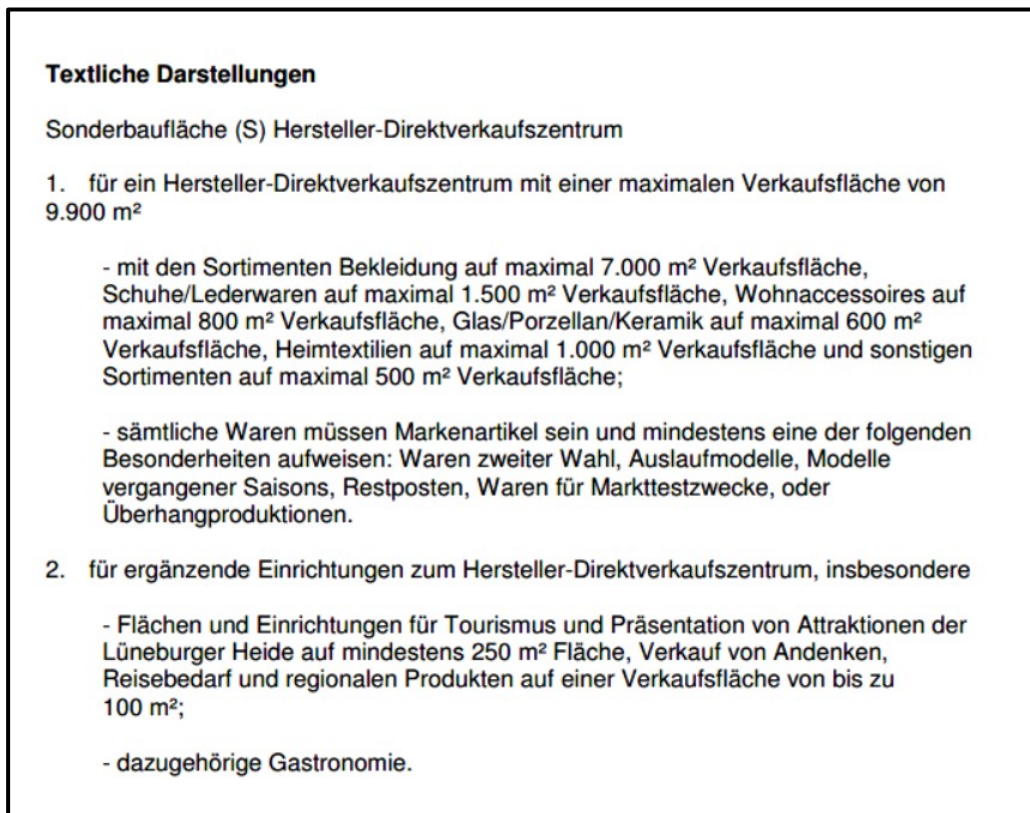 Textliche Darstellungen
Sonderbaufläche (S) Hersteller-Direktverkaufszentrum
1. für ein Hersteller-Direktverkaufszentrum mit einer maximalen Verkaufsfläche von
9.900 m²
- mit den Sortimenten Bekleidung auf maximal 7.000 m² Verkaufsfläche,
Schuhe/Lederwaren auf maximal 1.500 m² Verkaufsfläche, Wohnaccessoires auf
maximal 800 m² Verkaufsfläche, Glas/Porzellan/Keramik auf maximal 600 m²
Verkaufsfläche, Heimtextilien auf maximal 1.000 m² Verkaufsfläche und sonstigen
Sortimenten auf maximal 500 m² Verkaufsfläche;
- sämtliche Waren müssen Markenartikel sein und mindestens eine der folgenden
Besonderheiten aufweisen: Waren zweiter Wahl, Auslaufmodelle, Modelle
vergangener Saisons, Restposten, Waren für Markttestzwecke, oder
Überhangproduktionen.
2. für ergänzende Einrichtungen zum Hersteller-Direktverkaufszentrum, insbesondere
- Flächen und Einrichtungen für Tourismus und Präsentation von Attraktionen der
Lüneburger Heide auf mindestens 250 m² Fläche, Verkauf von Andenken,
Reisebedarf und regionalen Produkten auf einer Verkaufsfläche von bis zu
100 m²;
- dazugehörige Gastronomie.